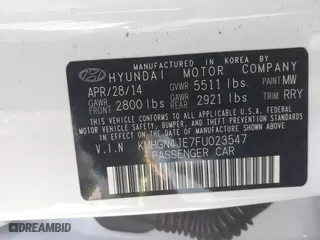 MANUFACTURED IN KOREA BY
HYUNDAI MOTOR COMPANY
APR/28/14 GVWR 5511 lbs PAINT MW
GAWR FRONT 2800 lbs GAWR REAR 2921 lbs TRIM RRY
THIS VEHICLE CONFORMS TO ALL APPLICABLE U.S.A. FEDERAL MOTOR VEHICLE SAFETY, BUMPER, AND THEFT PREVENTION STANDARDS IN EFFECT ON THE DATE OF MANUFACTURE SHOWN ABOVE.
V.I.N KMHGN4JE7FU023547
PASSENGER CAR
OTOBIDMASTER